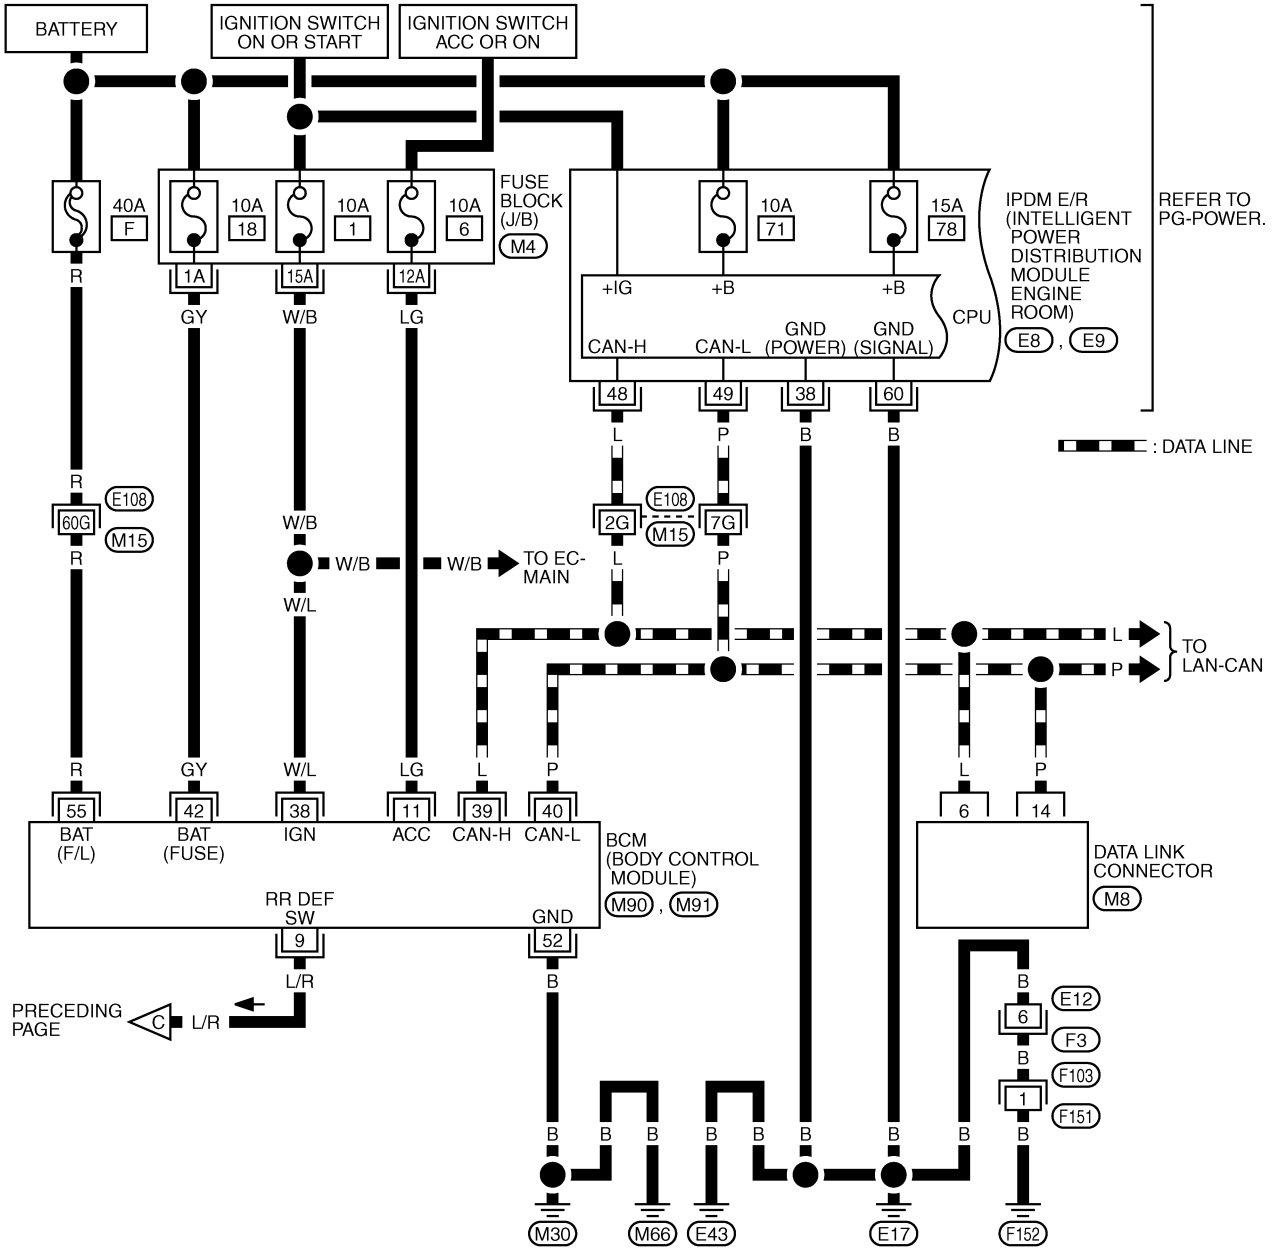 BATTERY
IGNITION SWITCH
ON OR START
IGNITION SWITCH
ACC OR ON
40A
F
10A
18
10A
1
10A
6
FUSE
BLOCK
(J/B)
M4
10A
71
15A
78
IPDM E/R
(INTELLIGENT
POWER
DISTRIBUTION
MODULE
ENGINE
ROOM)
E8 , E9
REFER TO
PG-POWER.
R
1A
15A
12A
GY
W/B
LG
+IG
+B
+B
CPU
CAN-H
CAN-L
GND
(POWER)
GND
(SIGNAL)
48
49
38
60
L
P
B
B
: DATA LINE
R
60G
E108
M15
R
W/B
2G
E108
M15
7G
L
P
W/B
W/B
TO EC-
MAIN
W/L
L
P
TO
LAN-CAN
R
GY
W/L
LG
L
P
L
P
55
42
38
11
39
40
6
14
BAT
(F/L)
BAT
(FUSE)
IGN
ACC
CAN-H
CAN-L
BCM
(BODY CONTROL
MODULE)
M90 , M91
DATA LINK
CONNECTOR
M8
RR DEF
SW
GND
9
52
L/R
B
PRECEDING
PAGE
C
L/R
B
6
E12
F3
B
F103
1
F151
B
B
B
B
B
B
B
B
B
M30
M66
E43
E17
F152